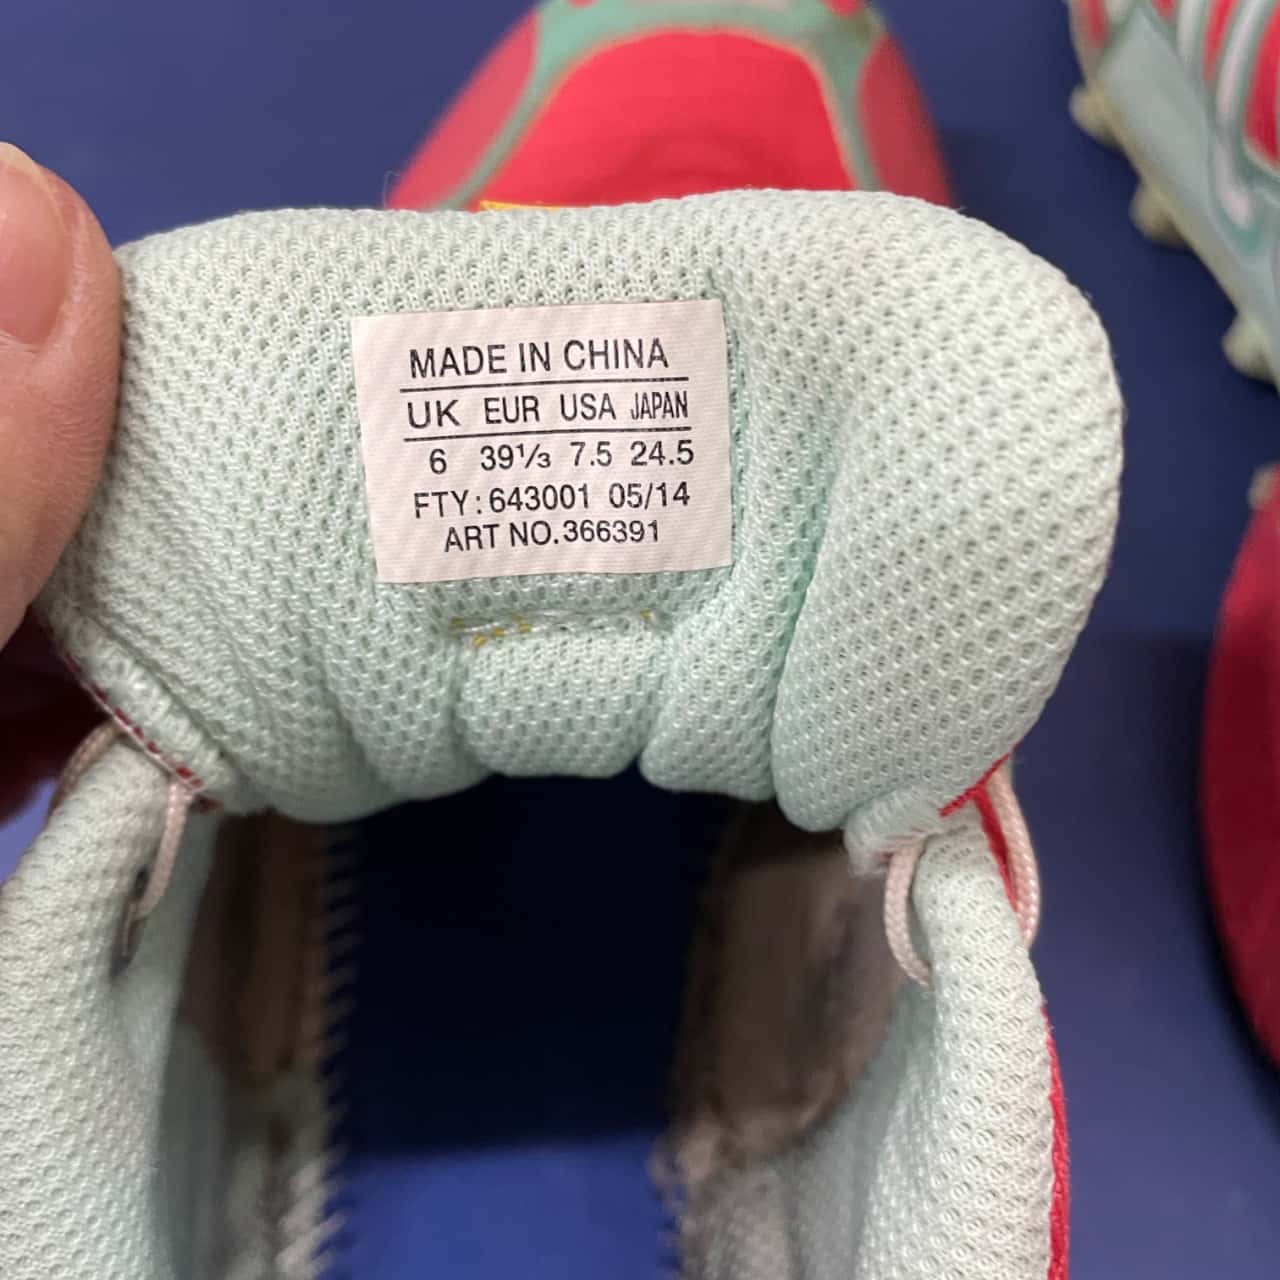 MADE IN CHINA
UK EUR USA JAPAN
6 39⅓ 7.5 24.5
FTY: 643001 05/14
ART NO. 366391